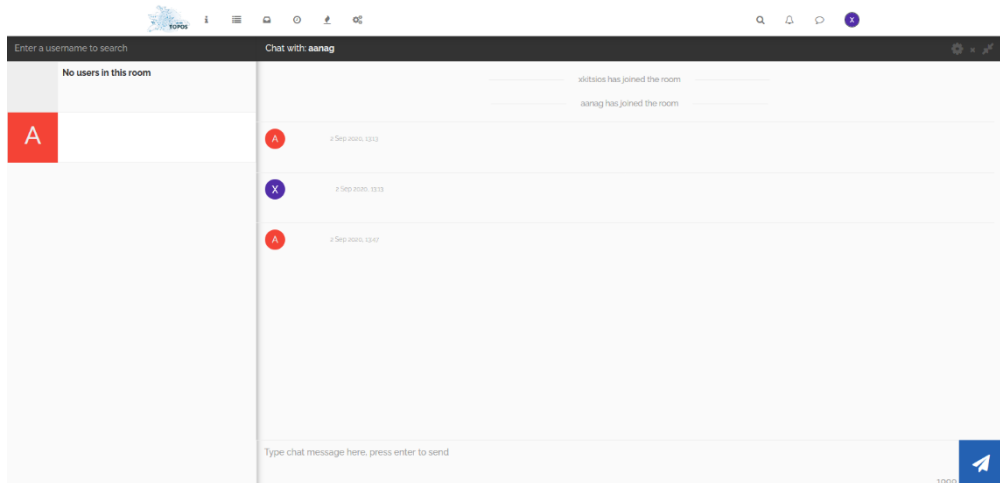 TOPOS
X
Enter a username to search
Chat with: aanag
No users in this room
xkitsios has joined the room
aanag has joined the room
A
A
2 Sep 2020, 13:13
X
2 Sep 2020, 13:13
A
2 Sep 2020, 13:47
Type chat message here, press enter to send